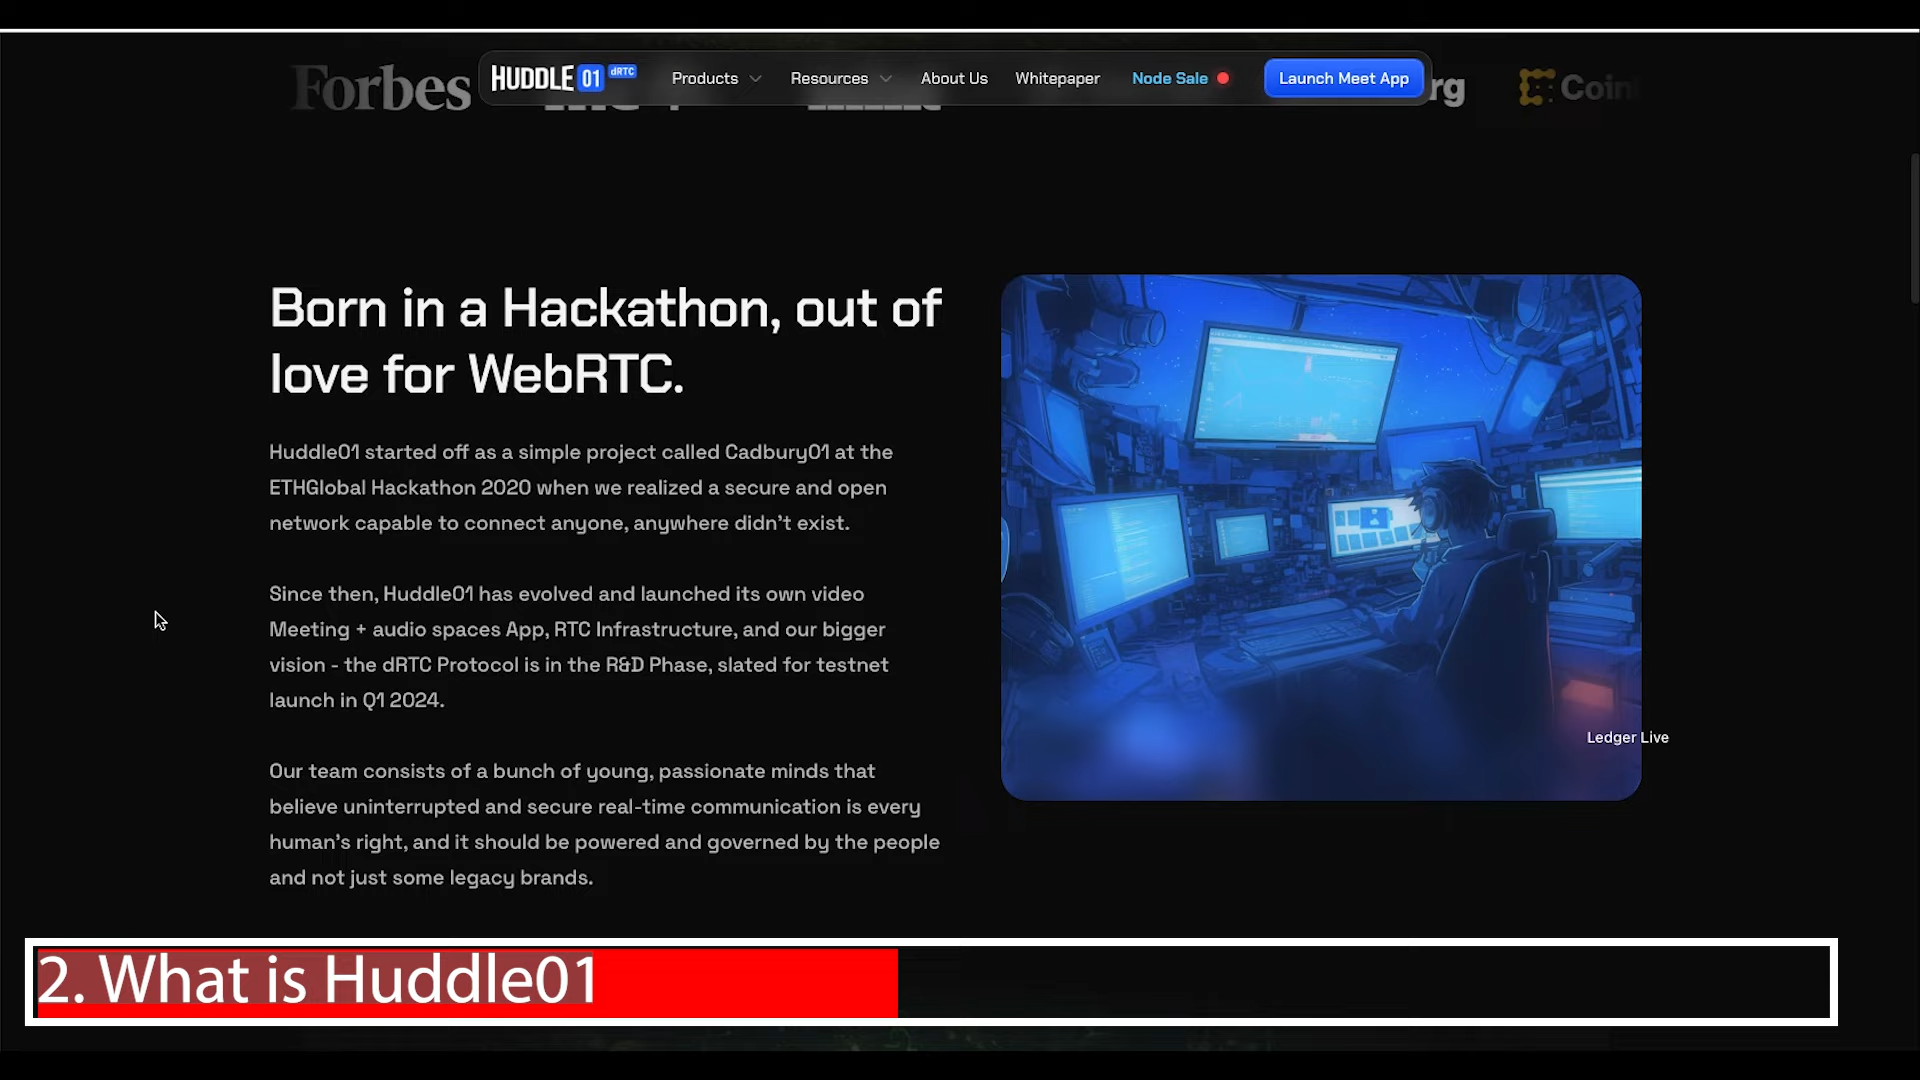 Forbes
HUDDLE 01 dRTC
Products
Resources
About Us
Whitepaper
Node Sale
Launch Meet App
Born in a Hackathon, out of
love for WebRTC.
Huddle01 started off as a simple project called Cadbury01 at the
ETHGlobal Hackathon 2020 when we realized a secure and open
network capable to connect anyone, anywhere didn't exist.
Since then, Huddle01 has evolved and launched its own video
Meeting + audio spaces App, RTC Infrastructure, and our bigger
vision - the dRTC Protocol is in the R&D Phase, slated for testnet
launch in Q1 2024.
Our team consists of a bunch of young, passionate minds that
believe uninterrupted and secure real-time communication is every
human's right, and it should be powered and governed by the people
and not just some legacy brands.
Ledger Live
2. What is Huddle01